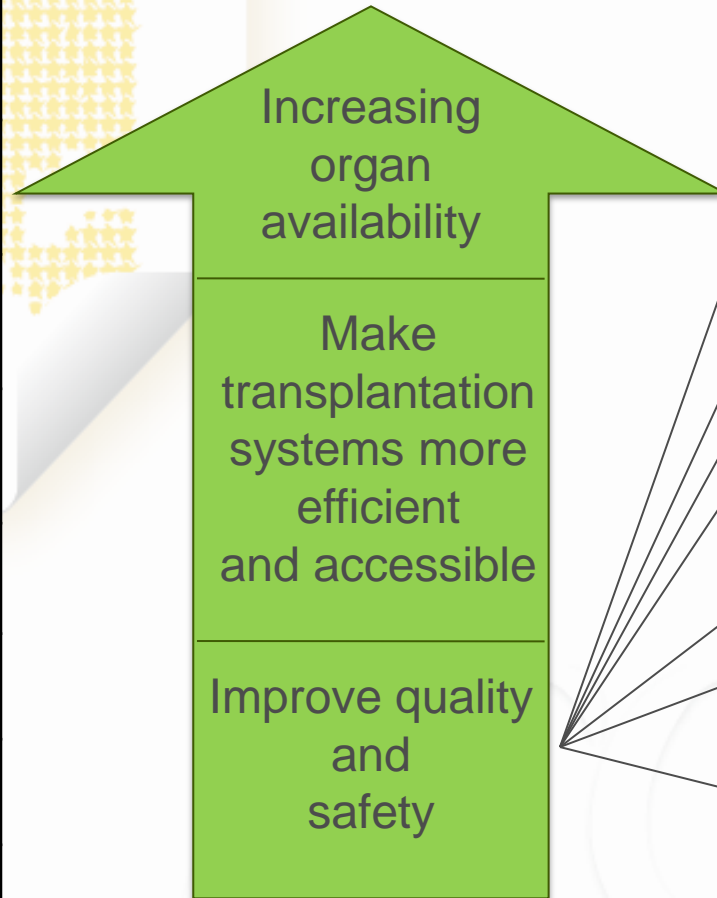 Increasing
organ
availability
Make
transplantation
systems more
efficient
and accessible
Improve quality
and
safety